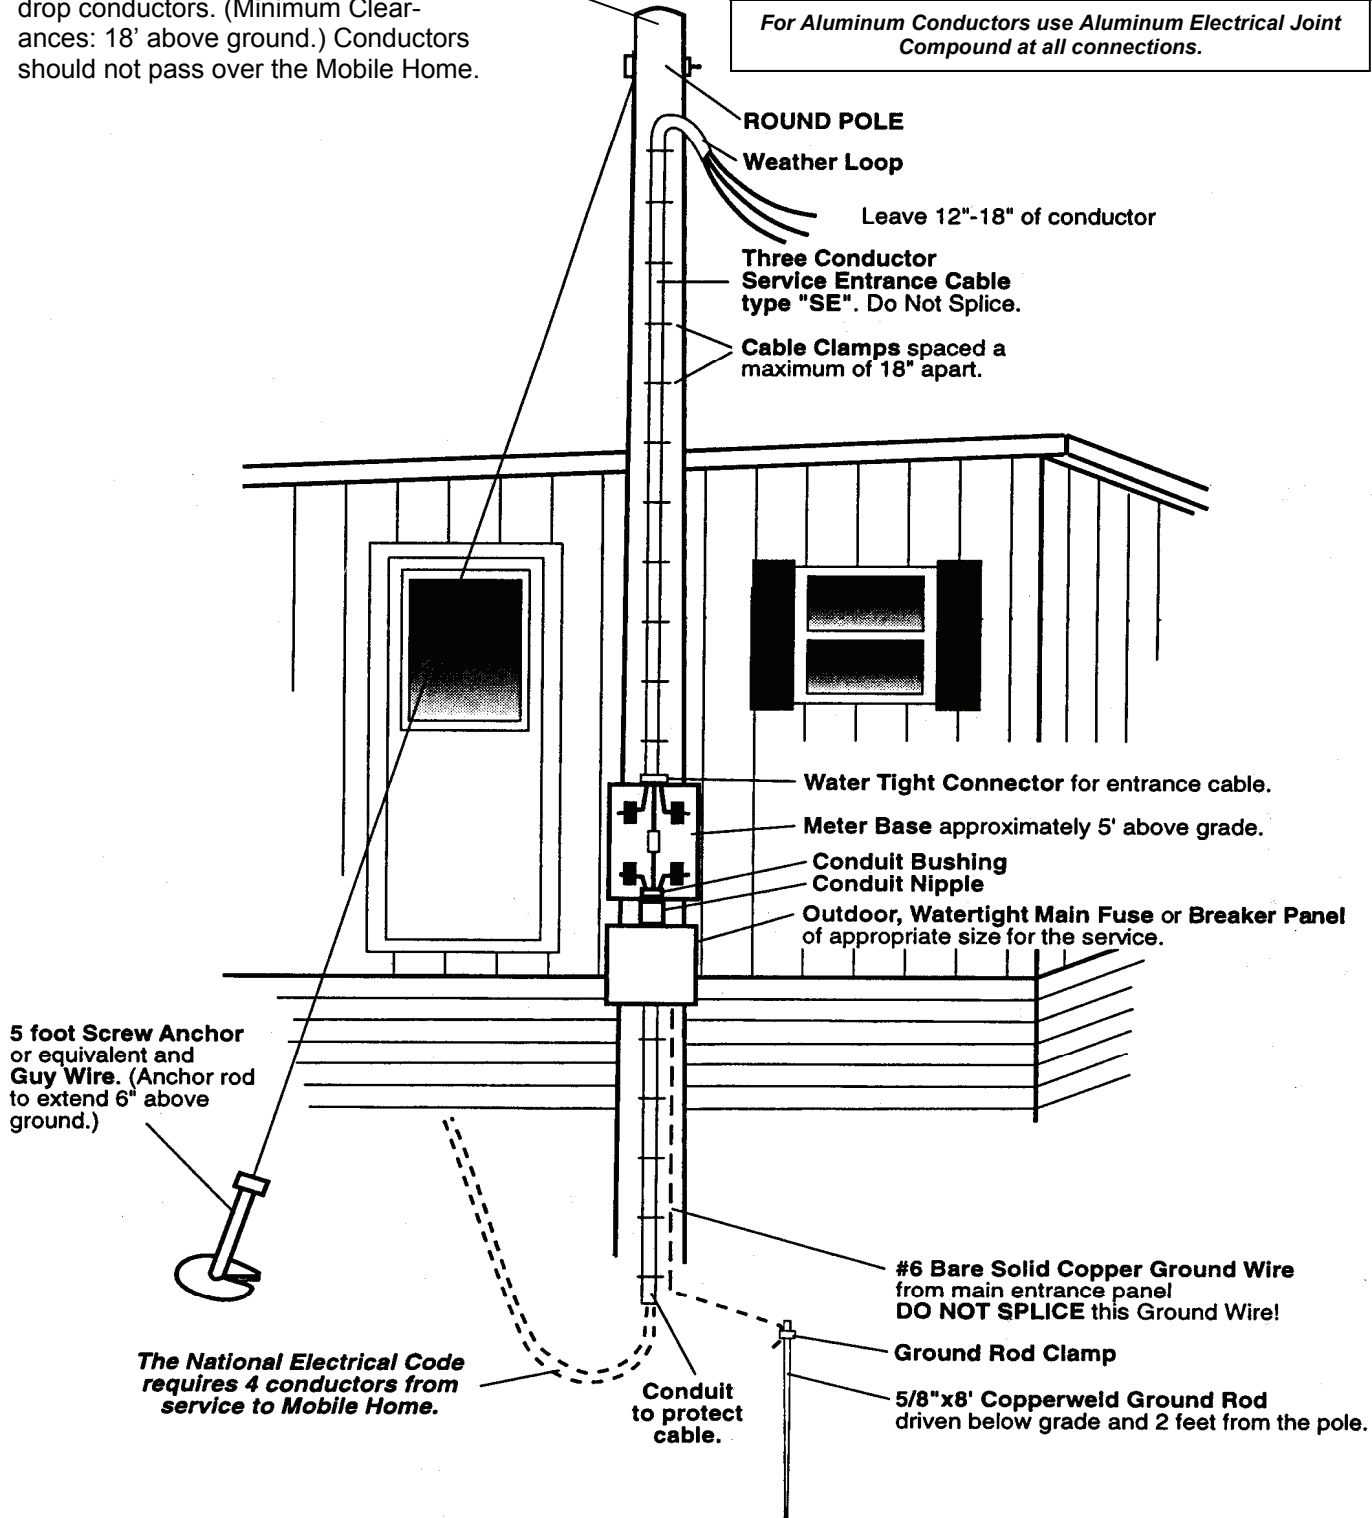 drop conductors. (Minimum Clear-
ances: 18’ above ground.) Conductors
should not pass over the Mobile Home.
For Aluminum Conductors use Aluminum Electrical Joint
Compound at all connections.
ROUND POLE
Weather Loop
Leave 12"-18" of conductor
Three Conductor
Service Entrance Cable
type "SE". Do Not Splice.
Cable Clamps spaced a
maximum of 18" apart.
Water Tight Connector for entrance cable.
Meter Base approximately 5' above grade.
Conduit Bushing
Conduit Nipple
Outdoor, Watertight Main Fuse or Breaker Panel
of appropriate size for the service.
5 foot Screw Anchor
or equivalent and
Guy Wire. (Anchor rod
to extend 6" above
ground.)
#6 Bare Solid Copper Ground Wire
from main entrance panel
DO NOT SPLICE this Ground Wire!
Ground Rod Clamp
The National Electrical Code
requires 4 conductors from
service to Mobile Home.
Conduit
to protect
cable.
5/8"x8' Copperweld Ground Rod
driven below grade and 2 feet from the pole.